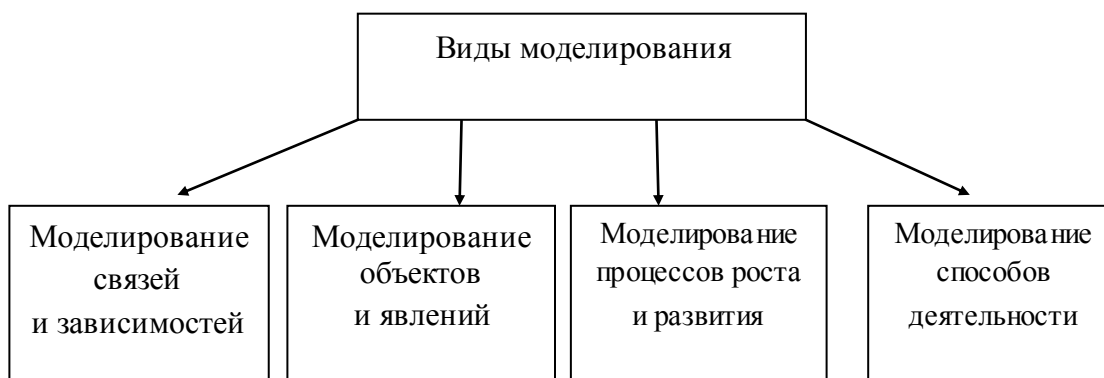 Виды моделирования
Моделирование
связей
и зависимостей
Моделирование
объектов
и явлений
Моделирование
процессов роста
и развития
Моделирование
способов
деятельности